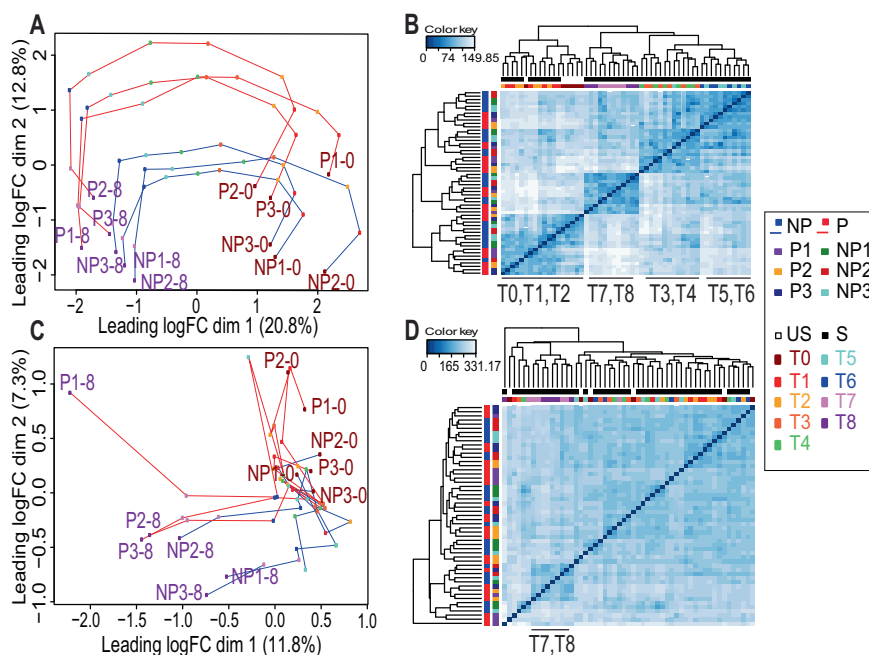 A
Leading logFC dim 2 (12.8%)
2
1
0
−1
−2
P1-0
P2-0
P3-0
P2-8
P3-8
P1-8
NP3-8
NP1-8
NP2-8
NP3-0
NP1-0
NP2-0
−2 −1 0 1 2
Leading logFC dim 1 (20.8%)
B
Color key
0 74 149.85
T0,T1,T2 T7,T8 T3,T4 T5,T6
C
Leading logFC dim 2 (7.3%)
1.0
0.5
0.0
−0.5
−1.0
P1-8
P2-0
P1-0
NP2-0
NP1-0
P3-0
NP3-0
P2-8
P3-8
NP2-8
NP1-8
NP3-8
−2.0 −1.5 −1.0 −0.5 0.0 0.5 1.0
Leading logFC dim 1 (11.8%)
D
Color key
0 165 331.17
T7,T8
NP P
P1 NP1
P2 NP2
P3 NP3
US S
T0 T5
T1 T6
T2 T7
T3 T8
T4